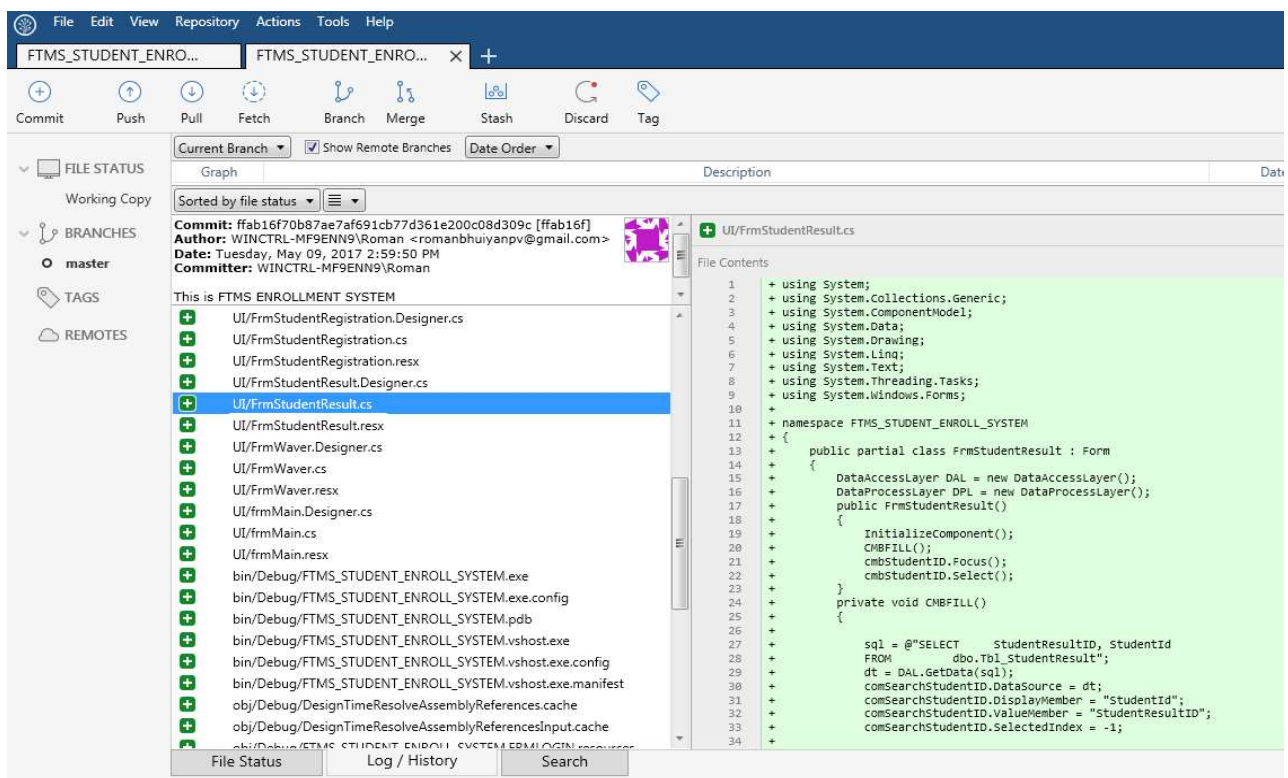 File Edit View Repository Actions Tools Help
FTMS_STUDENT_ENRO... FTMS_STUDENT_ENRO... × +
Commit Push Pull Fetch Branch Merge Stash Discard Tag
Current Branch Show Remote Branches Date Order
FILE STATUS
Working Copy
BRANCHES
master
TAGS
REMOTES
Graph Description Date
Sorted by file status
Commit: ffab16f70b87ae7af691cb77d361e200c08d309c [ffab16f]
Author: WINCTRL-MF9ENN9\Roman <romanbhuiyanpv@gmail.com>
Date: Tuesday, May 09, 2017 2:59:50 PM
Committer: WINCTRL-MF9ENN9\Roman
This is FTMS ENROLLMENT SYSTEM
UI/FrmStudentRegistration.Designer.cs
UI/FrmStudentRegistration.cs
UI/FrmStudentRegistration.resx
UI/FrmStudentResult.Designer.cs
UI/FrmStudentResult.cs
UI/FrmStudentResult.resx
UI/FrmWaver.Designer.cs
UI/FrmWaver.cs
UI/FrmWaver.resx
UI/frmMain.Designer.cs
UI/frmMain.cs
UI/frmMain.resx
bin/Debug/FTMS_STUDENT_ENROLL_SYSTEM.exe
bin/Debug/FTMS_STUDENT_ENROLL_SYSTEM.exe.config
bin/Debug/FTMS_STUDENT_ENROLL_SYSTEM.pdb
bin/Debug/FTMS_STUDENT_ENROLL_SYSTEM.vshost.exe
bin/Debug/FTMS_STUDENT_ENROLL_SYSTEM.vshost.exe.config
bin/Debug/FTMS_STUDENT_ENROLL_SYSTEM.vshost.exe.manifest
obj/Debug/DesignTimeResolveAssemblyReferences.cache
obj/Debug/DesignTimeResolveAssemblyReferencesInput.cache
obj/Debug/FTMS_STUDENT_ENROLL_SYSTEM.FRMLOGIN.resources
UI/FrmStudentResult.cs
File Contents
1 + using System;
2 + using System.Collections.Generic;
3 + using System.ComponentModel;
4 + using System.Data;
5 + using System.Drawing;
6 + using System.Linq;
7 + using System.Text;
8 + using System.Threading.Tasks;
9 + using System.Windows.Forms;
10 +
11 + namespace FTMS_STUDENT_ENROLL_SYSTEM
12 + {
13 + public partial class FrmStudentResult : Form
14 + {
15 + DataAccessLayer DAL = new DataAccessLayer();
16 + DataProcessLayer DPL = new DataProcessLayer();
17 + public FrmStudentResult()
18 + {
19 + InitializeComponent();
20 + CMBFILL();
21 + cmbStudentID.Focus();
22 + cmbStudentID.Select();
23 + }
24 + private void CMBFILL()
25 + {
26 +
27 + sql = @"SELECT StudentResultID, StudentId
28 + FROM dbo.Tbl_StudentResult";
29 + dt = DAL.GetData(sql);
30 + comSearchStudentID.DataSource = dt;
31 + comSearchStudentID.DisplayMember = "StudentId";
32 + comSearchStudentID.ValueMember = "StudentResultID";
33 + comSearchStudentID.SelectedIndex = -1;
34 +
File Status Log / History Search